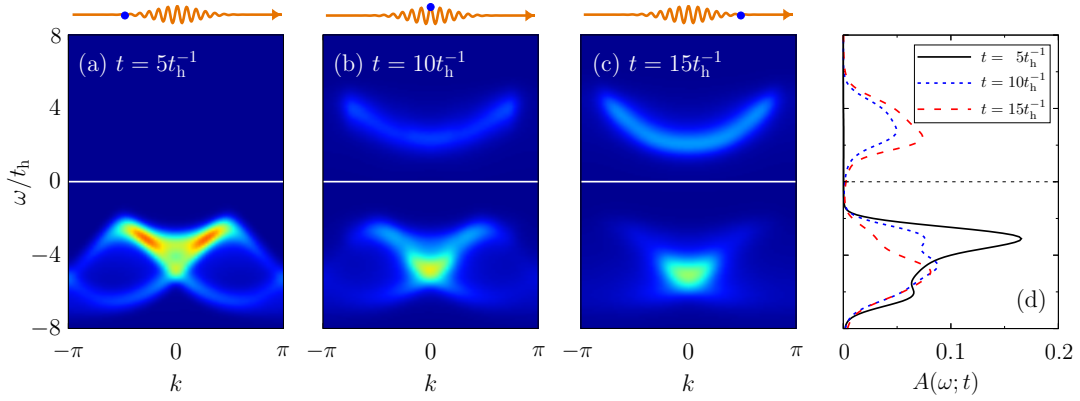 (a) t = 5t_h^{-1}
(b) t = 10t_h^{-1}
(c) t = 15t_h^{-1}
t = 5t_h^{-1}
t = 10t_h^{-1}
t = 15t_h^{-1}
(d)
ω/t_h
8
4
0
−4
−8
−π 0 π
k
−π 0 π
k
−π 0 π
k
0 0.1 0.2
A(ω; t)